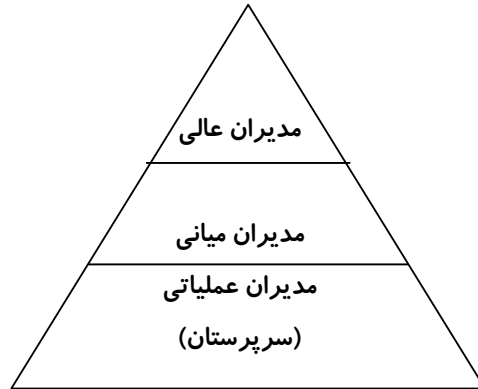 مدیران عالی
مدیران میانی
مدیران عملیاتی
(سرپرستان)